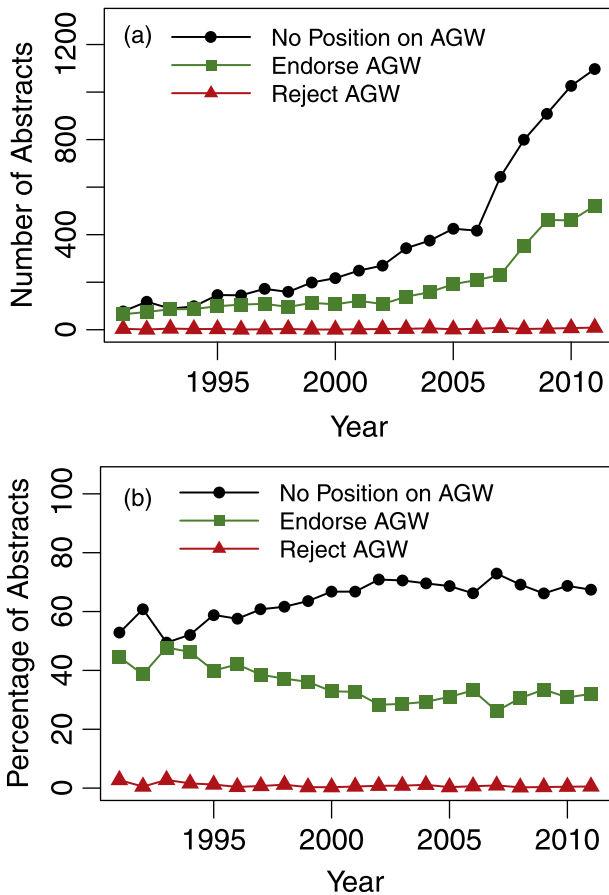 (a)
No Position on AGW
Endorse AGW
Reject AGW
Number of Abstracts
1200
800
400
0
1995 2000 2005 2010
Year
(b)
No Position on AGW
Endorse AGW
Reject AGW
Percentage of Abstracts
100
80
60
40
20
0
1995 2000 2005 2010
Year